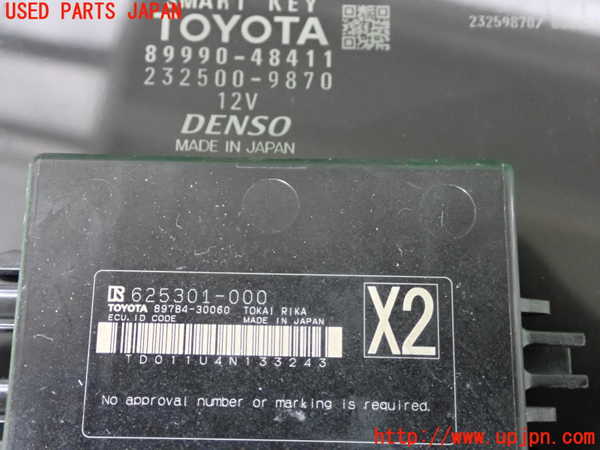 USED PARTS JAPAN
SMART KEY
TOYOTA
89990-48411
232500-9870
12V
DENSO
MADE IN JAPAN
625301-000
TOYOTA 89784-30060 TOKAI RIKA
ECU, ID CODE MADE IN JAPAN
X2
TD011U4N133243
No approval number or marking is required.
http://www.upjpn.com